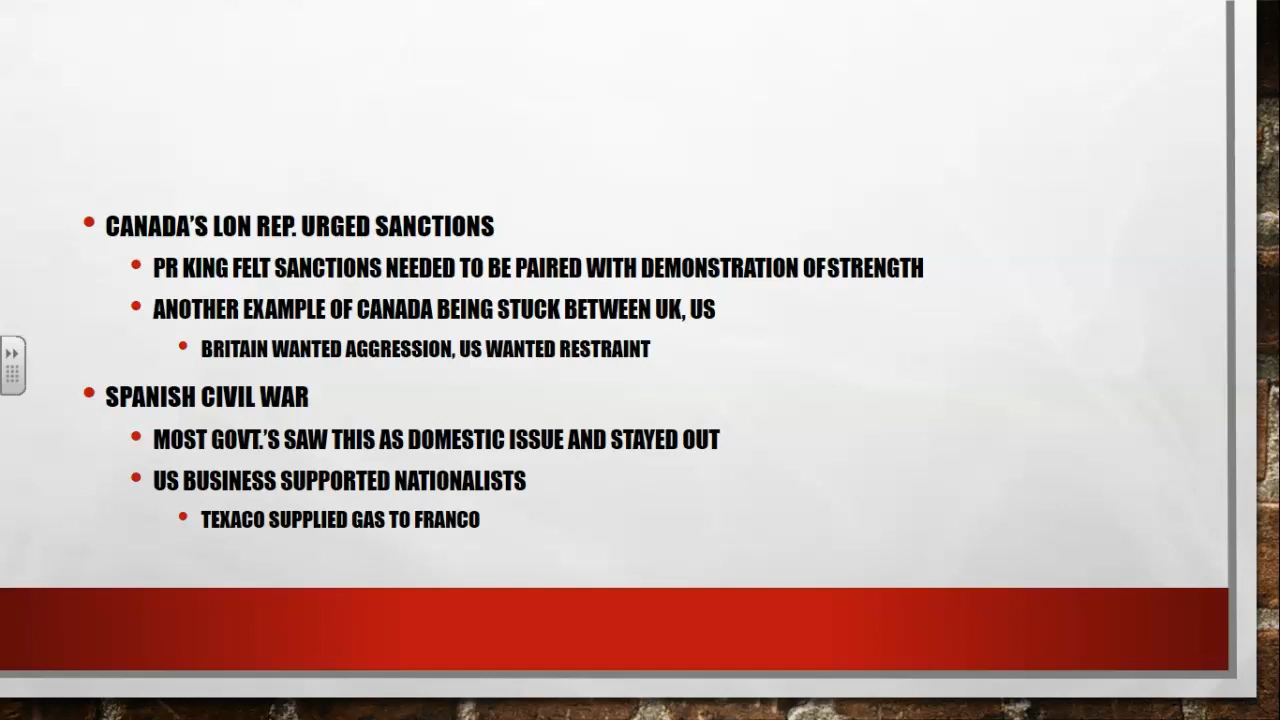 CANADA'S LON REP. URGED SANCTIONS
PR KING FELT SANCTIONS NEEDED TO BE PAIRED WITH DEMONSTRATION OF STRENGTH
ANOTHER EXAMPLE OF CANADA BEING STUCK BETWEEN UK, US
BRITAIN WANTED AGGRESSION, US WANTED RESTRAINT
SPANISH CIVIL WAR
MOST GOVT.'S SAW THIS AS DOMESTIC ISSUE AND STAYED OUT
US BUSINESS SUPPORTED NATIONALISTS
TEXACO SUPPLIED GAS TO FRANCO